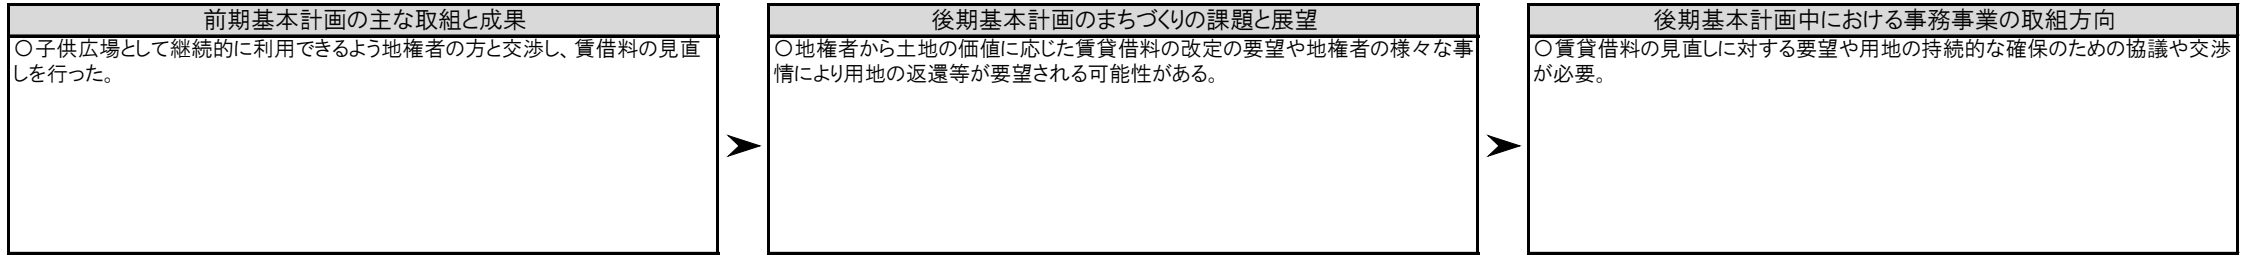 前期基本計画の主な取組と成果
○子供広場として継続的に利用できるよう地権者の方と交渉し、賃借料の見直
しを行った。
後期基本計画のまちづくりの課題と展望
○地権者から土地の価値に応じた賃貸借料の改定の要望や地権者の様々な事
情により用地の返還等が要望される可能性がある。
後期基本計画中における事務事業の取組方向
○賃貸借料の見直しに対する要望や用地の持続的な確保のための協議や交渉
が必要。